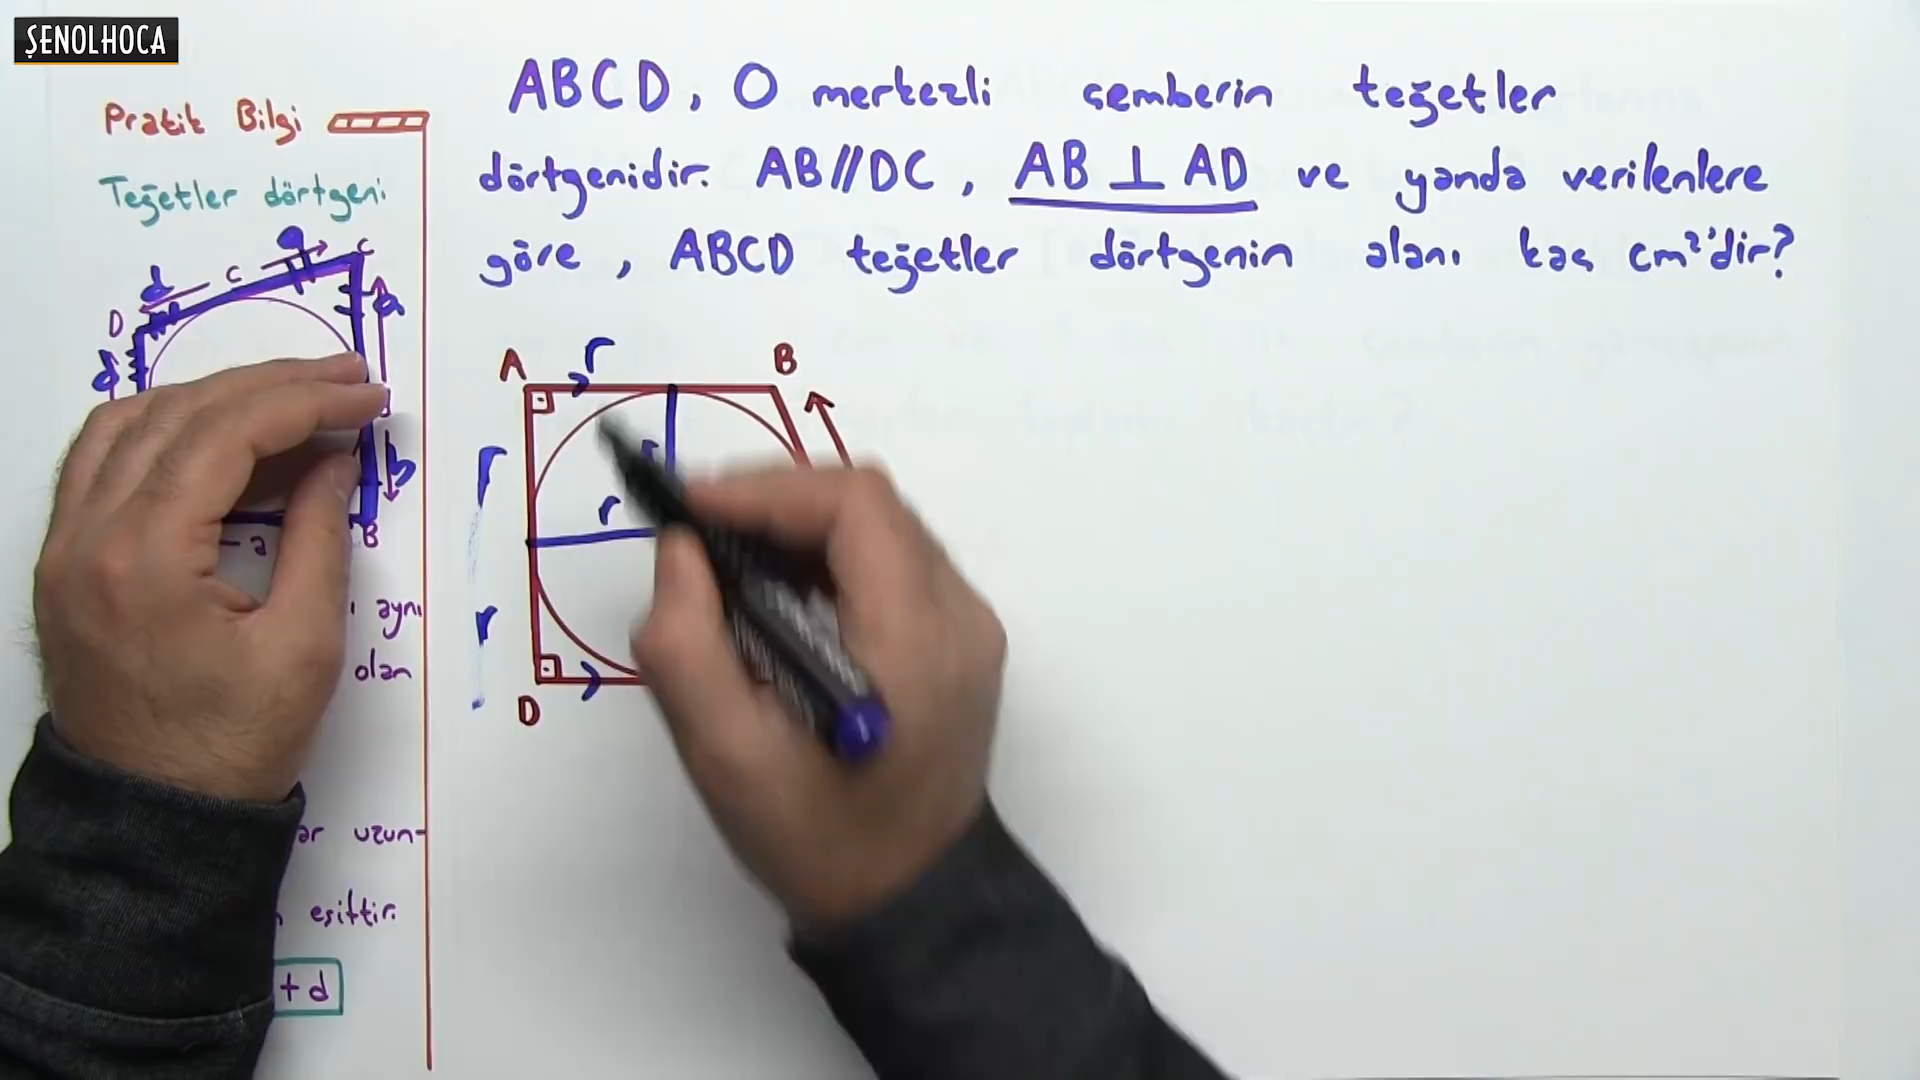 ŞENOLHOCA
Pratik Bilgi
Teğetler dörtgeni
a
C
d
c
D
a
d
b
a
B
aynı
olan
uzun-
eşittir.
+ d
ABCD, O merkezli çemberin teğetler
dörtgenidir. AB//DC, AB ⊥ AD ve yanda verilenlere
göre, ABCD teğetler dörtgenin alanı kaç cm²'dir?
A
r
B
r
r
r
D